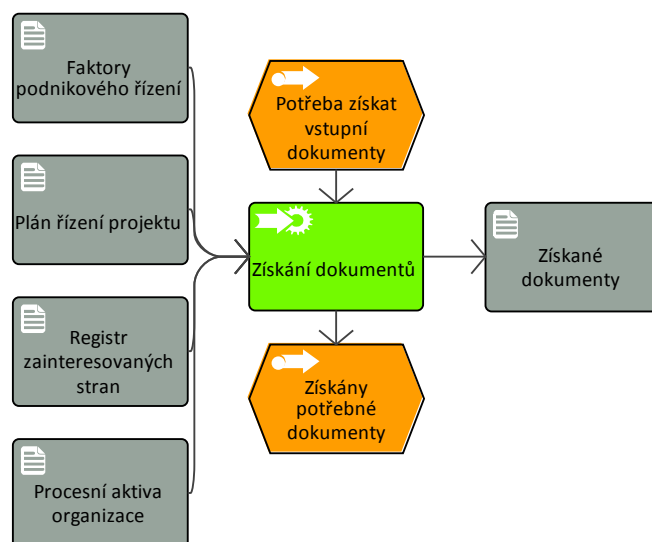 Faktory
podnikového řízení
Potřeba získat
vstupní
dokumenty
Plán řízení projektu
Získání dokumentů
Získané
dokumenty
Registr
zainteresovaných
stran
Získány
potřebné
dokumenty
Procesní aktiva
organizace